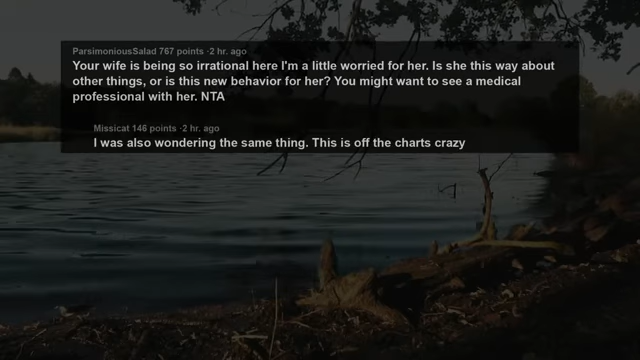 ParsimoniousSalad 767 points ·2 hr. ago
Your wife is being so irrational here I'm a little worried for her. Is she this way about
other things, or is this new behavior for her? You might want to see a medical
professional with her. NTA
Missicat 146 points ·2 hr. ago
I was also wondering the same thing. This is off the charts crazy